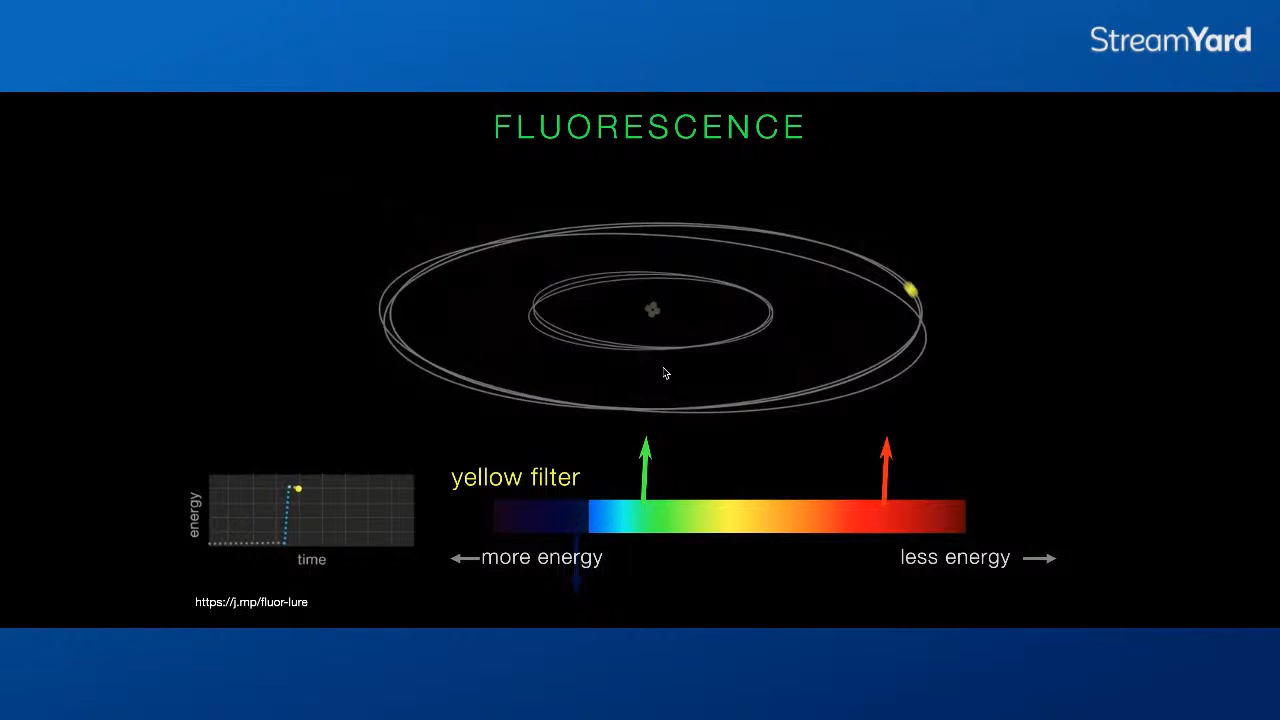 StreamYard
FLUORESCENCE
yellow filter
energy
time
more energy
less energy
https://j.mp/fluor-lure